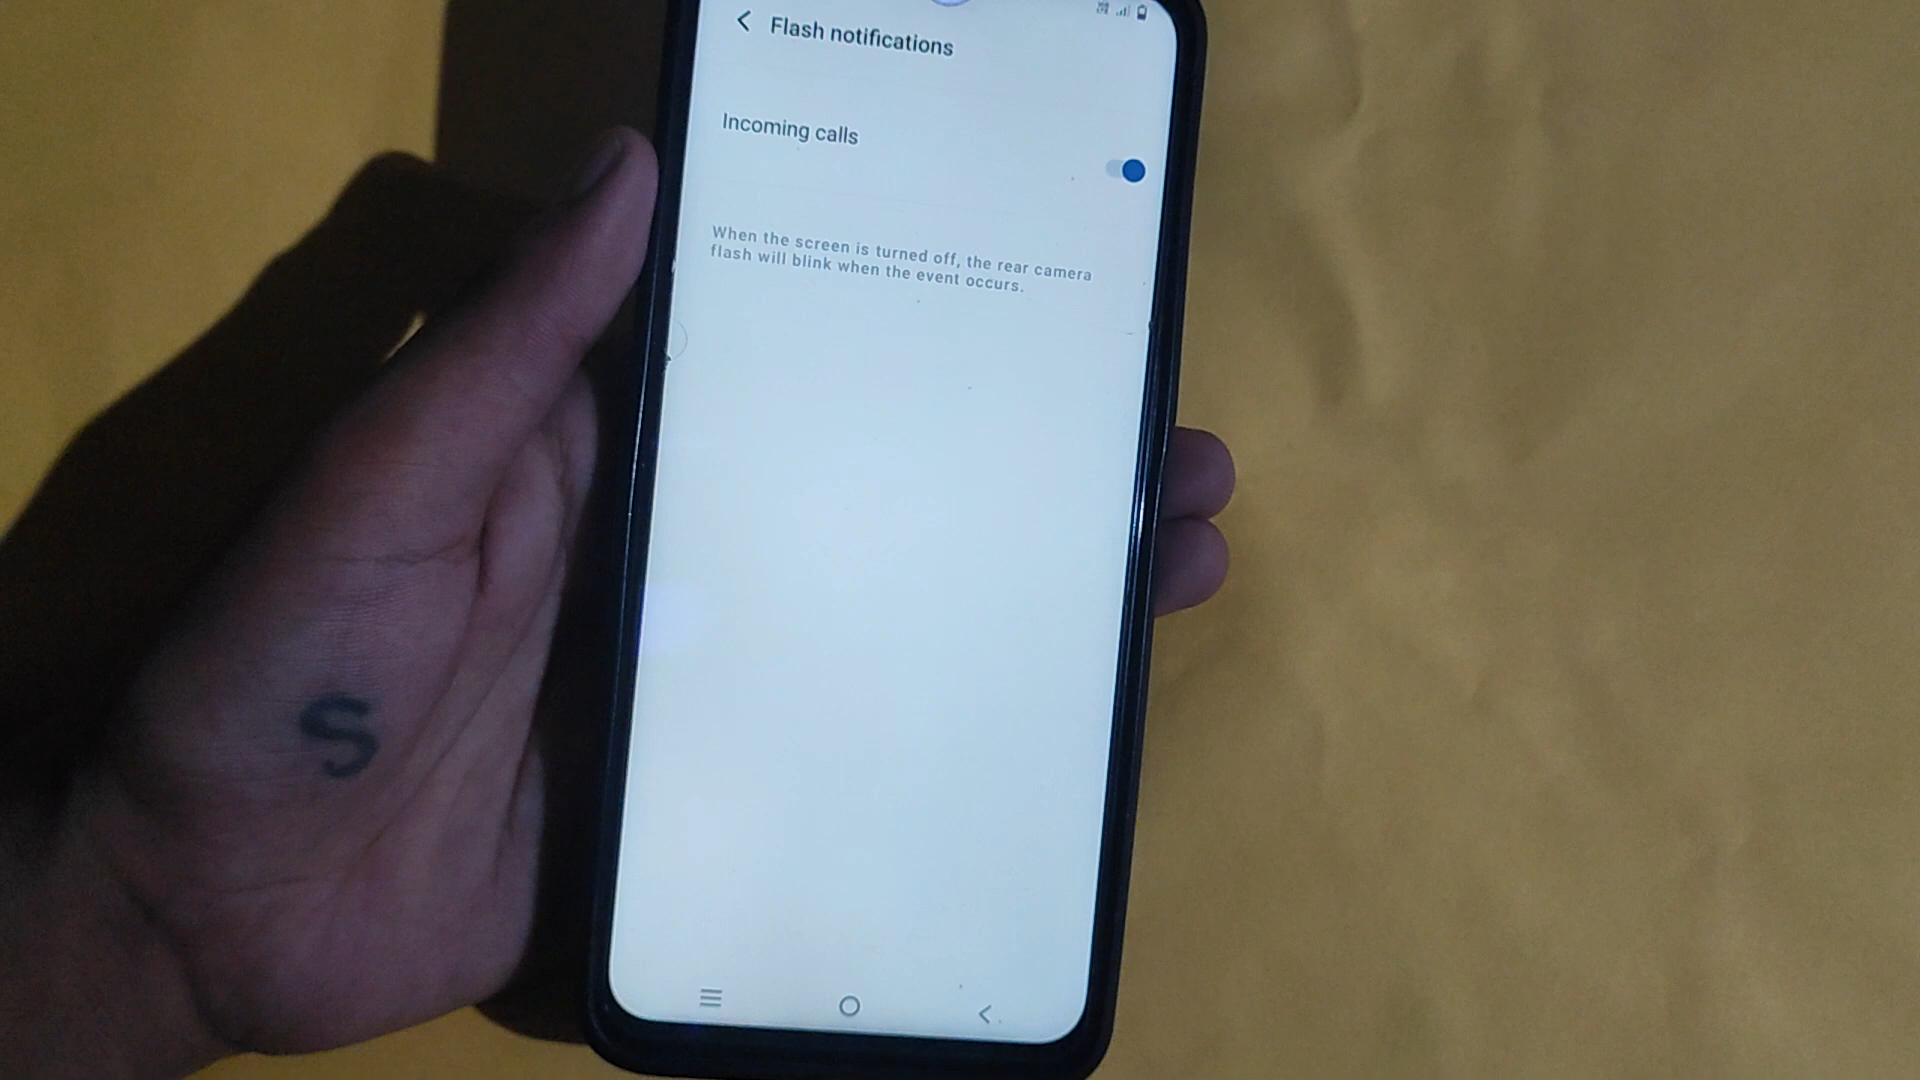 Flash notifications
Incoming calls
When the screen is turned off, the rear camera
flash will blink when the event occurs.
S